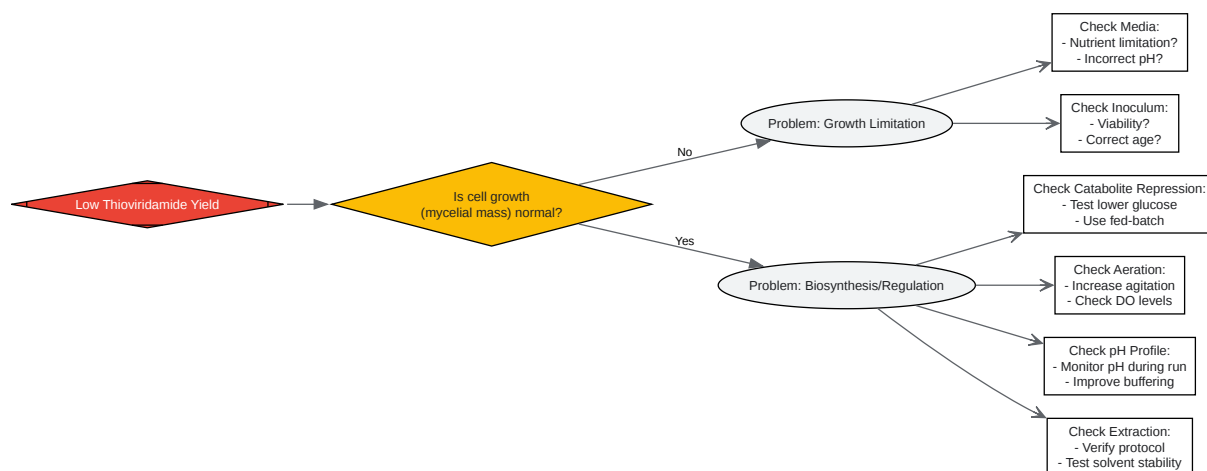 Low Thioviridamide Yield
Is cell growth
(mycelial mass) normal?
No
Yes
Problem: Growth Limitation
Problem: Biosynthesis/Regulation
Check Media:
- Nutrient limitation?
- Incorrect pH?
Check Inoculum:
- Viability?
- Correct age?
Check Catabolite Repression:
- Test lower glucose
- Use fed-batch
Check Aeration:
- Increase agitation
- Check DO levels
Check pH Profile:
- Monitor pH during run
- Improve buffering
Check Extraction:
- Verify protocol
- Test solvent stability